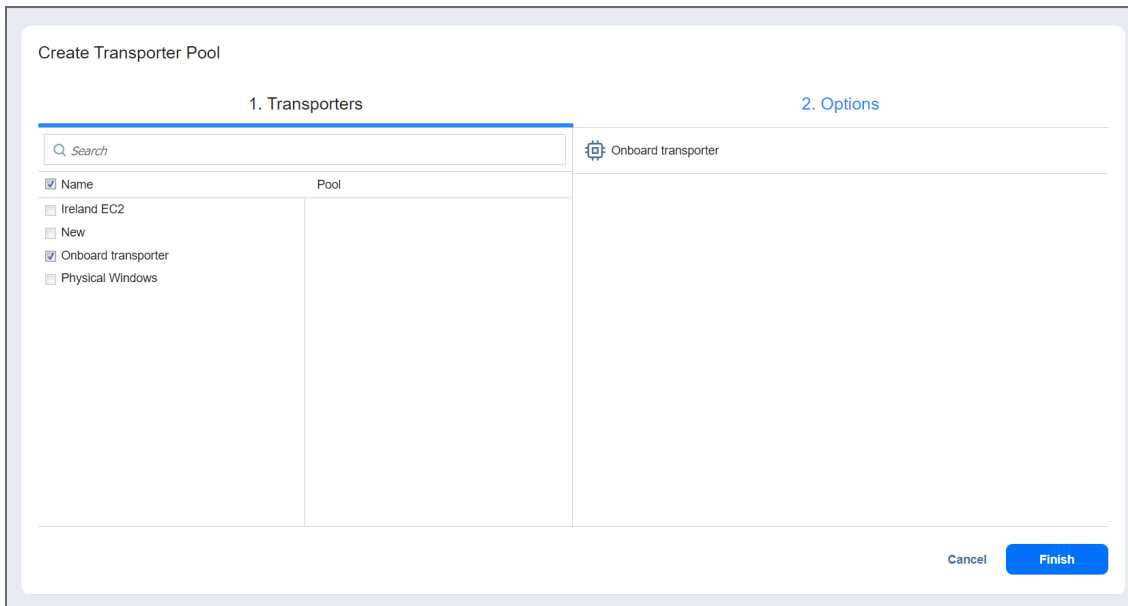 Create Transporter Pool
1. Transporters
2. Options
Search
Onboard transporter
Name
Pool
Ireland EC2
New
Onboard transporter
Physical Windows
Cancel
Finish